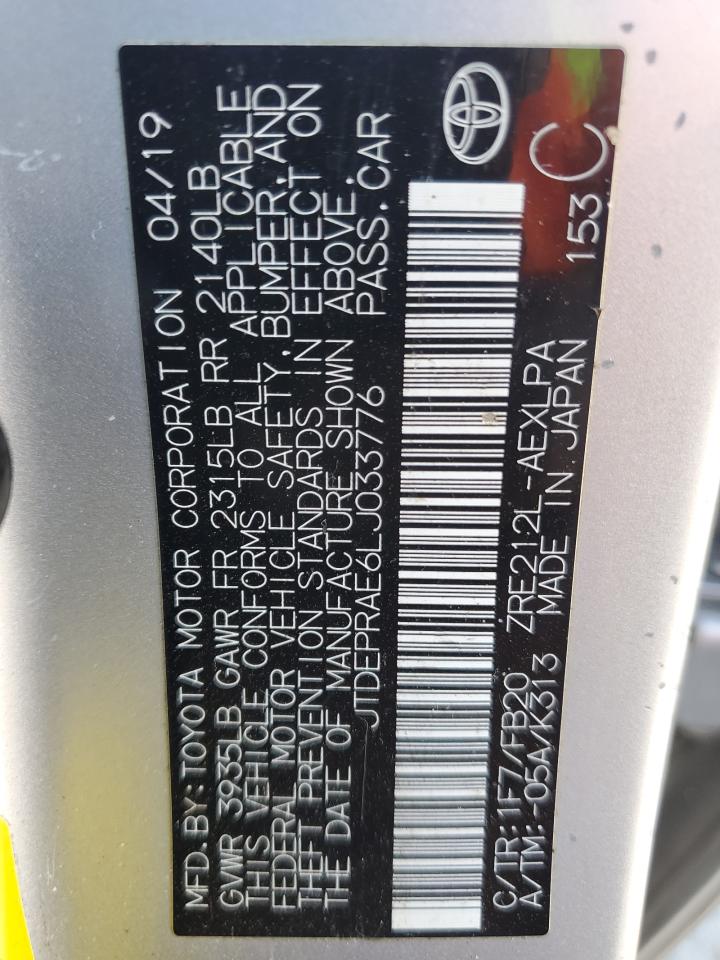 MFD.BY:TOYOTA MOTOR CORPORATION 04/19
GVWR 3935LB GAWR FR 2315LB RR 2140LB
THIS VEHICLE CONFORMS TO ALL APPLICABLE
FEDERAL MOTOR VEHICLE SAFETY,BUMPER,AND
THEFT PREVENTION STANDARDS IN EFFECT ON
THE DATE OF MANUFACTURE SHOWN ABOVE.
JTDEPRAE6LJ033776 PASS.CAR
C/TR:1F7/FB20 ZRE212L-AEXLPA
A/TM:-05A/K313 MADE IN JAPAN
153 C